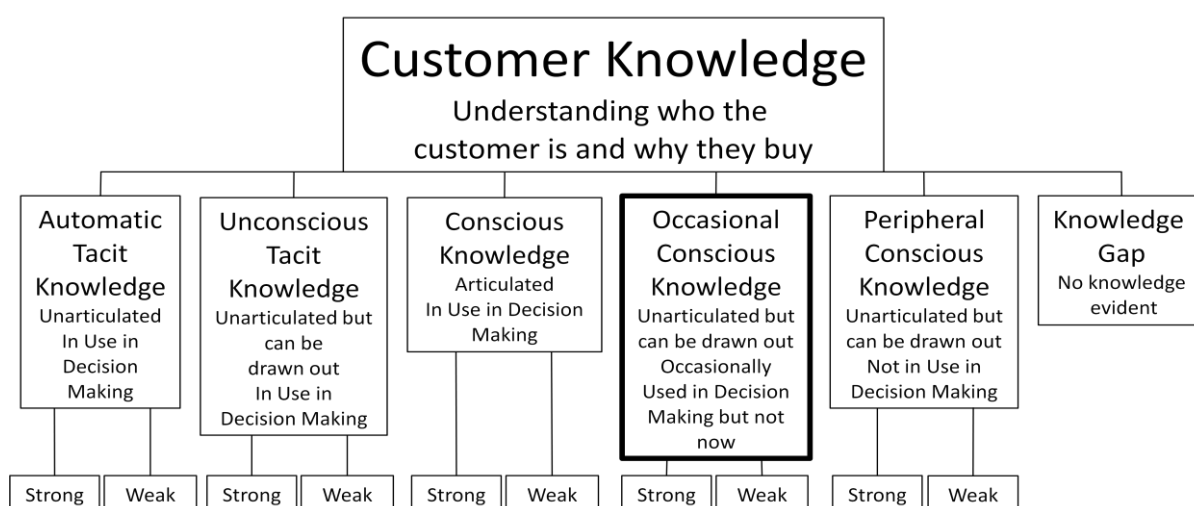 Customer Knowledge
Understanding who the
customer is and why they buy
Automatic
Tacit
Knowledge
Unarticulated
In Use in
Decision
Making
Unconscious
Tacit
Knowledge
Unarticulated but
can be
drawn out
In Use in
Decision Making
Conscious
Knowledge
Articulated
In Use in Decision
Making
Occasional
Conscious
Knowledge
Unarticulated but
can be drawn out
Occasionally
Used in Decision
Making but not
now
Peripheral
Conscious
Knowledge
Unarticulated but
can be drawn out
Not in Use in
Decision Making
Knowledge
Gap
No knowledge
evident
Strong
Weak
Strong
Weak
Strong
Weak
Strong
Weak
Strong
Weak